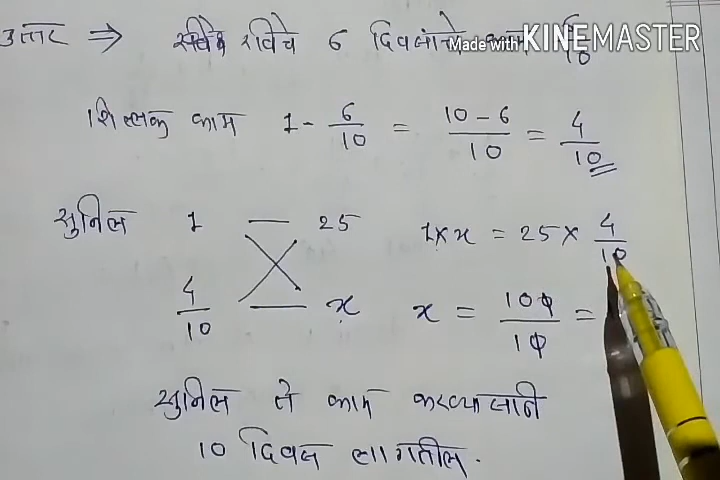 उत्तर ⇒ रविचे 6 दिवसांचे काम 6/10
Made with KINEMASTER
शिल्लक काम 1 - 6/10 = 10 - 6/10 = 4/10
सुनिल 1 — 25 1 × x = 25 × 4/10
4/10 — x x = 100/10 =
सुनिल ते काम करण्यालानी
10 दिवस लागतील.